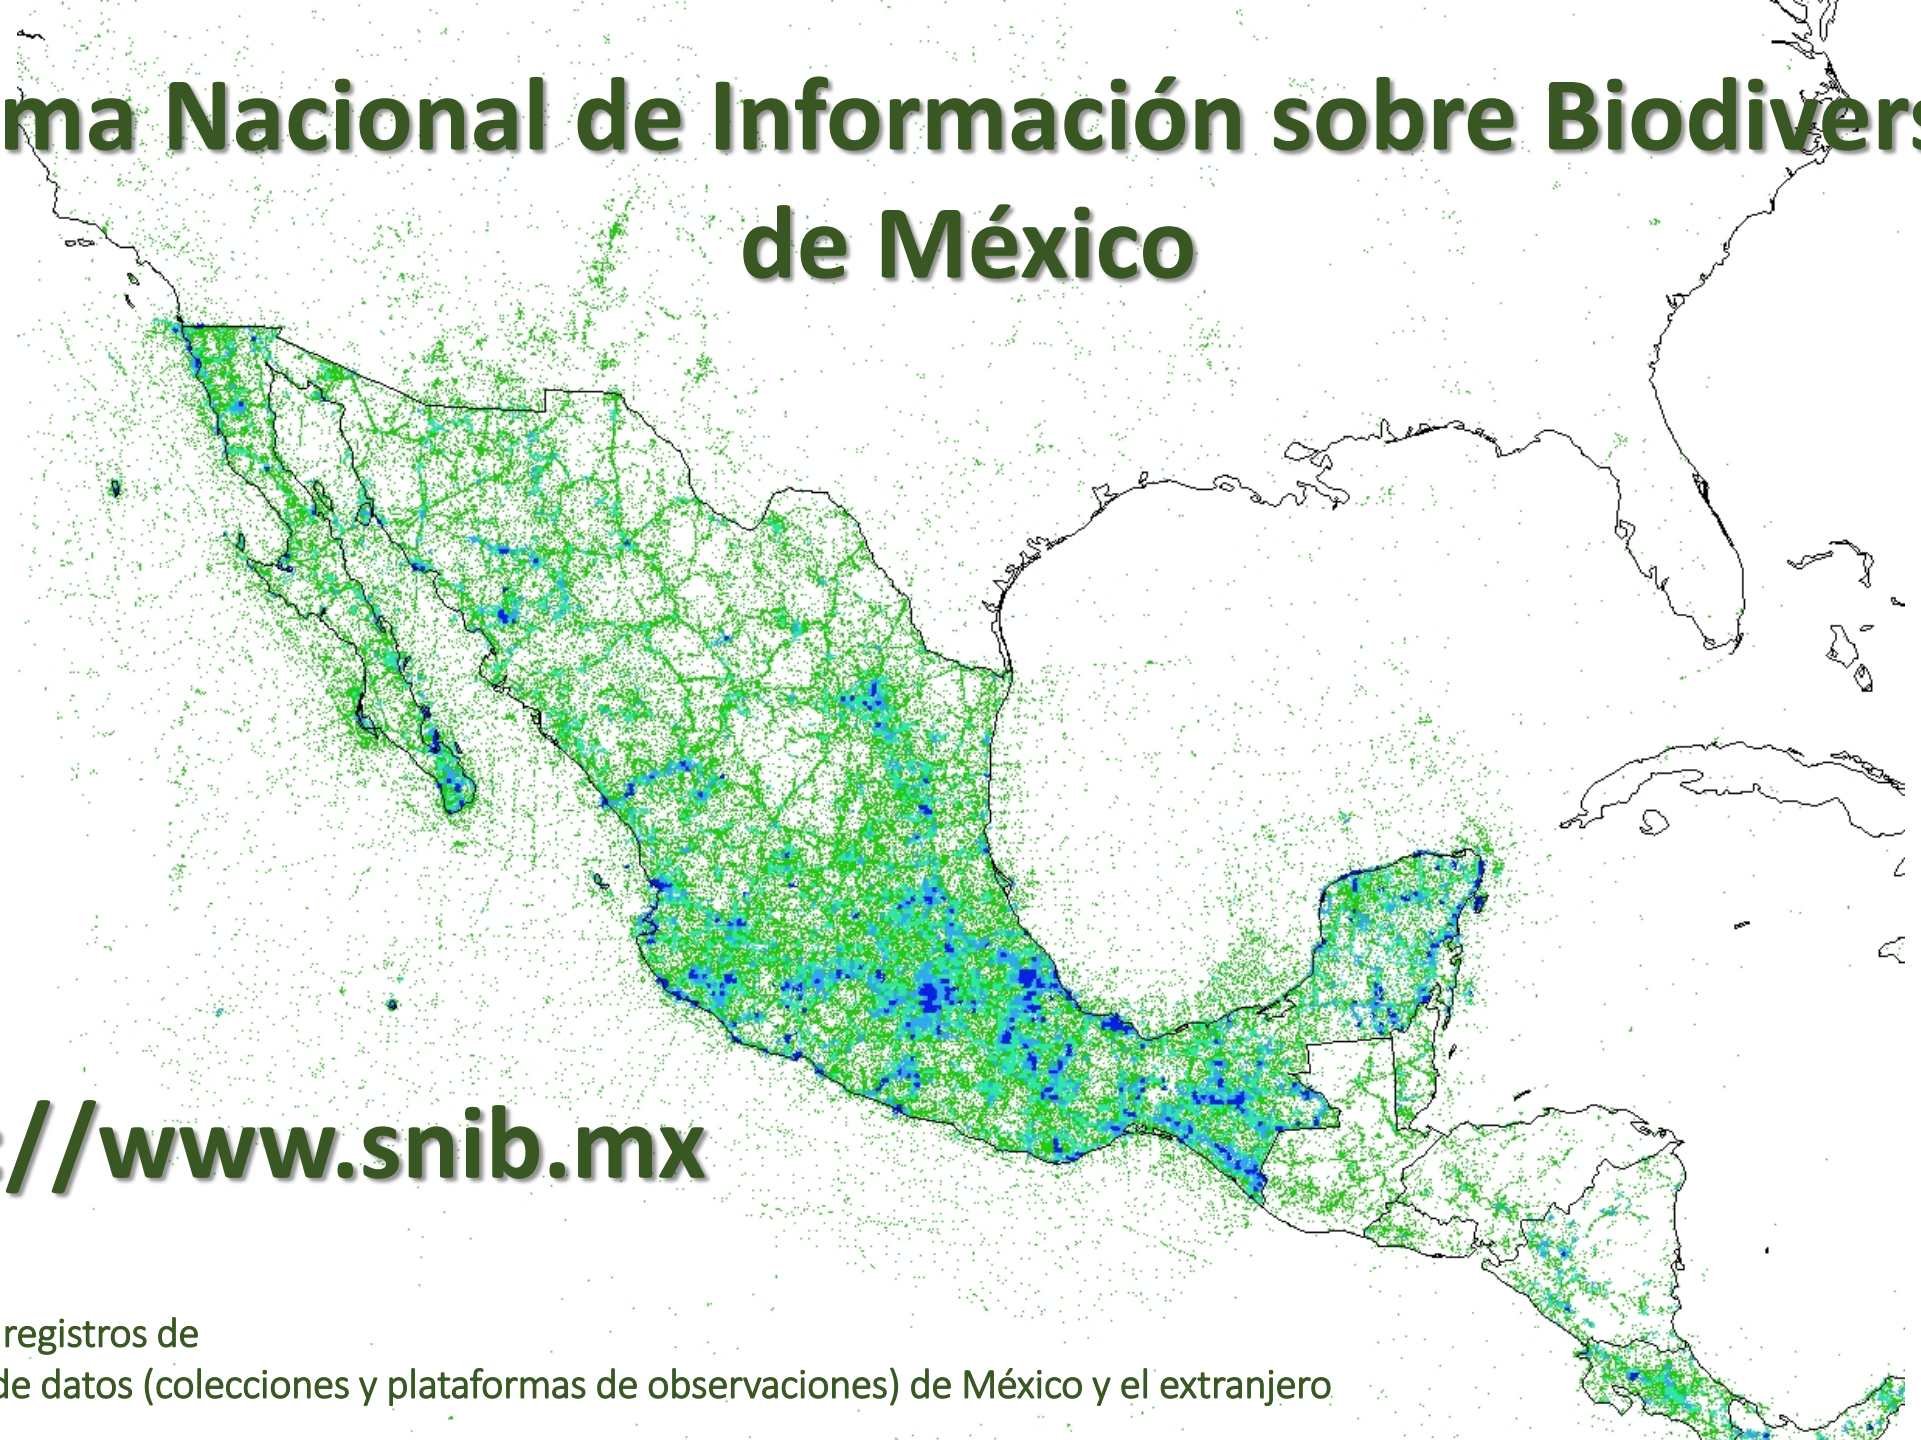 ma Nacional de Información sobre Biodivers
de México
://www.snib.mx
registros de
de datos (colecciones y plataformas de observaciones) de México y el extranjero